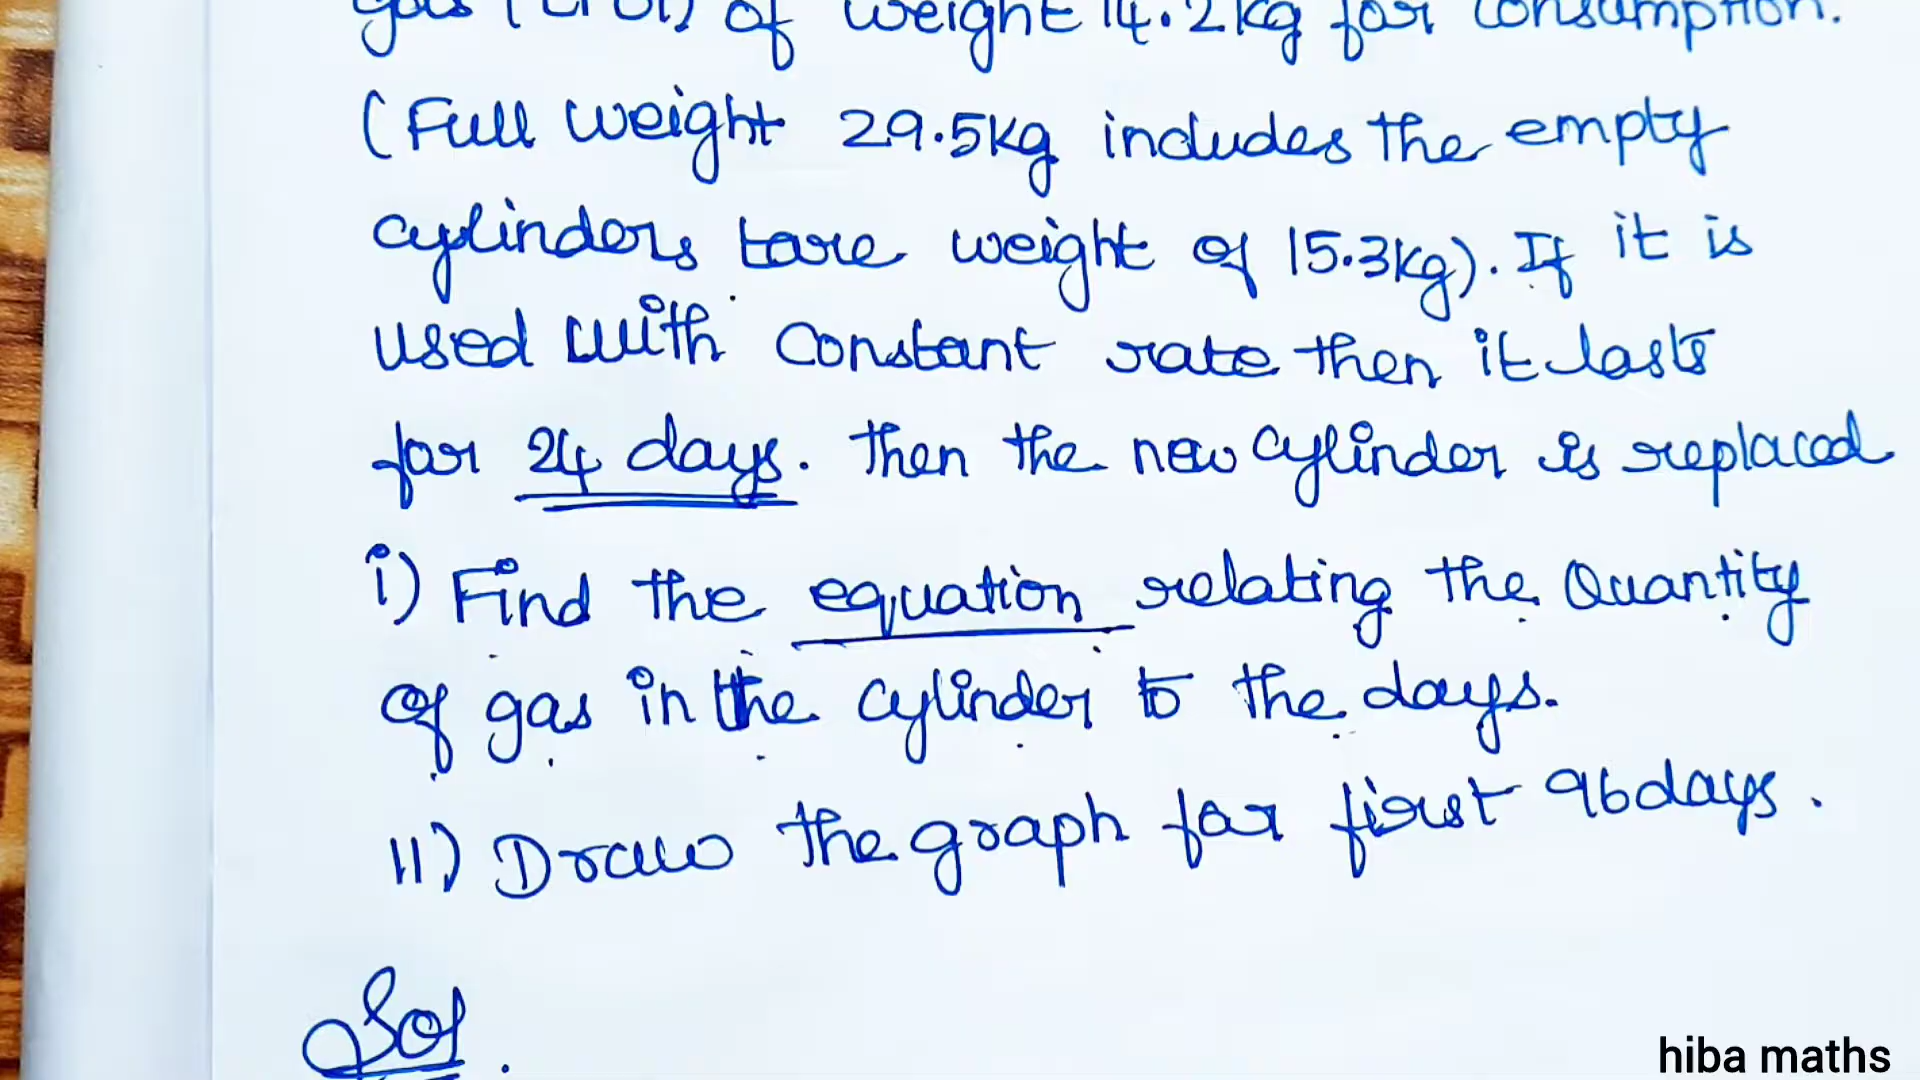 gas (LPG) of weight 14.2kg for consumption.
(Full weight 29.5kg includes the empty
cylinders tare weight of 15.3kg). If it is
used with constant rate then it lasts
for 24 days. then the new cylinder is replaced
i) Find the equation relating the Quantity
of gas in the cylinder to the days.
II) Draw the graph for first 96days.
Sol.
hiba maths